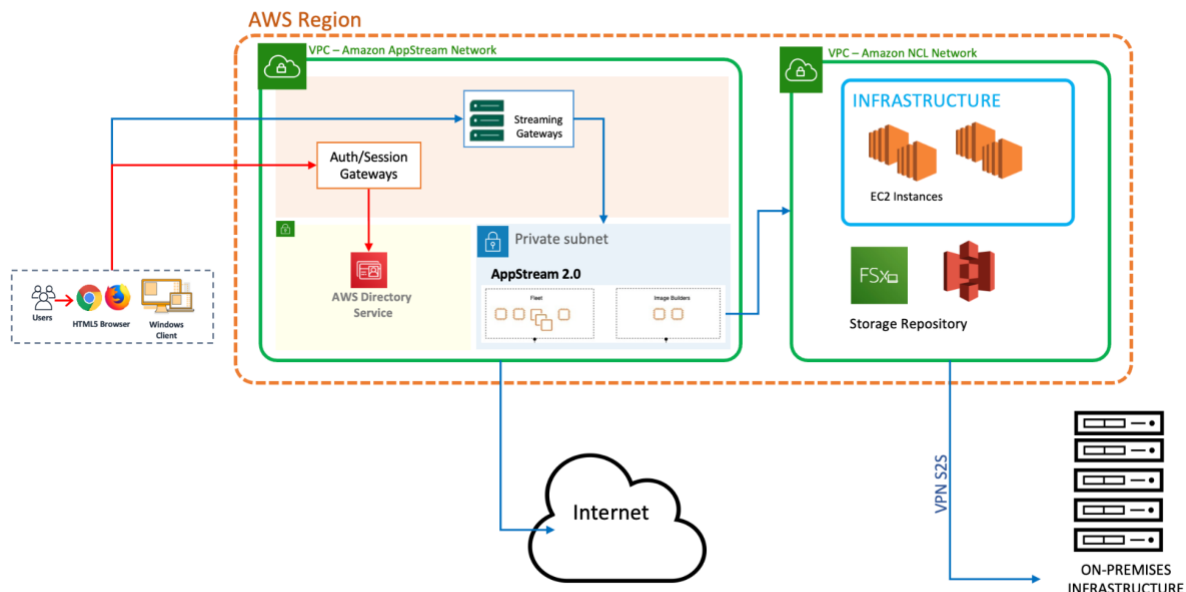 AWS Region
VPC – Amazon AppStream Network
VPC – Amazon NCL Network
INFRASTRUCTURE
Streaming
Gateways
Auth/Session
Gateways
EC2 Instances
Private subnet
AppStream 2.0
AWS Directory
Service
Fleet
Image Builders
FSx
Storage Repository
Users
HTML5 Browser
Windows
Client
Internet
VPN S2S
ON-PREMISES
INFRASTRUCTURE